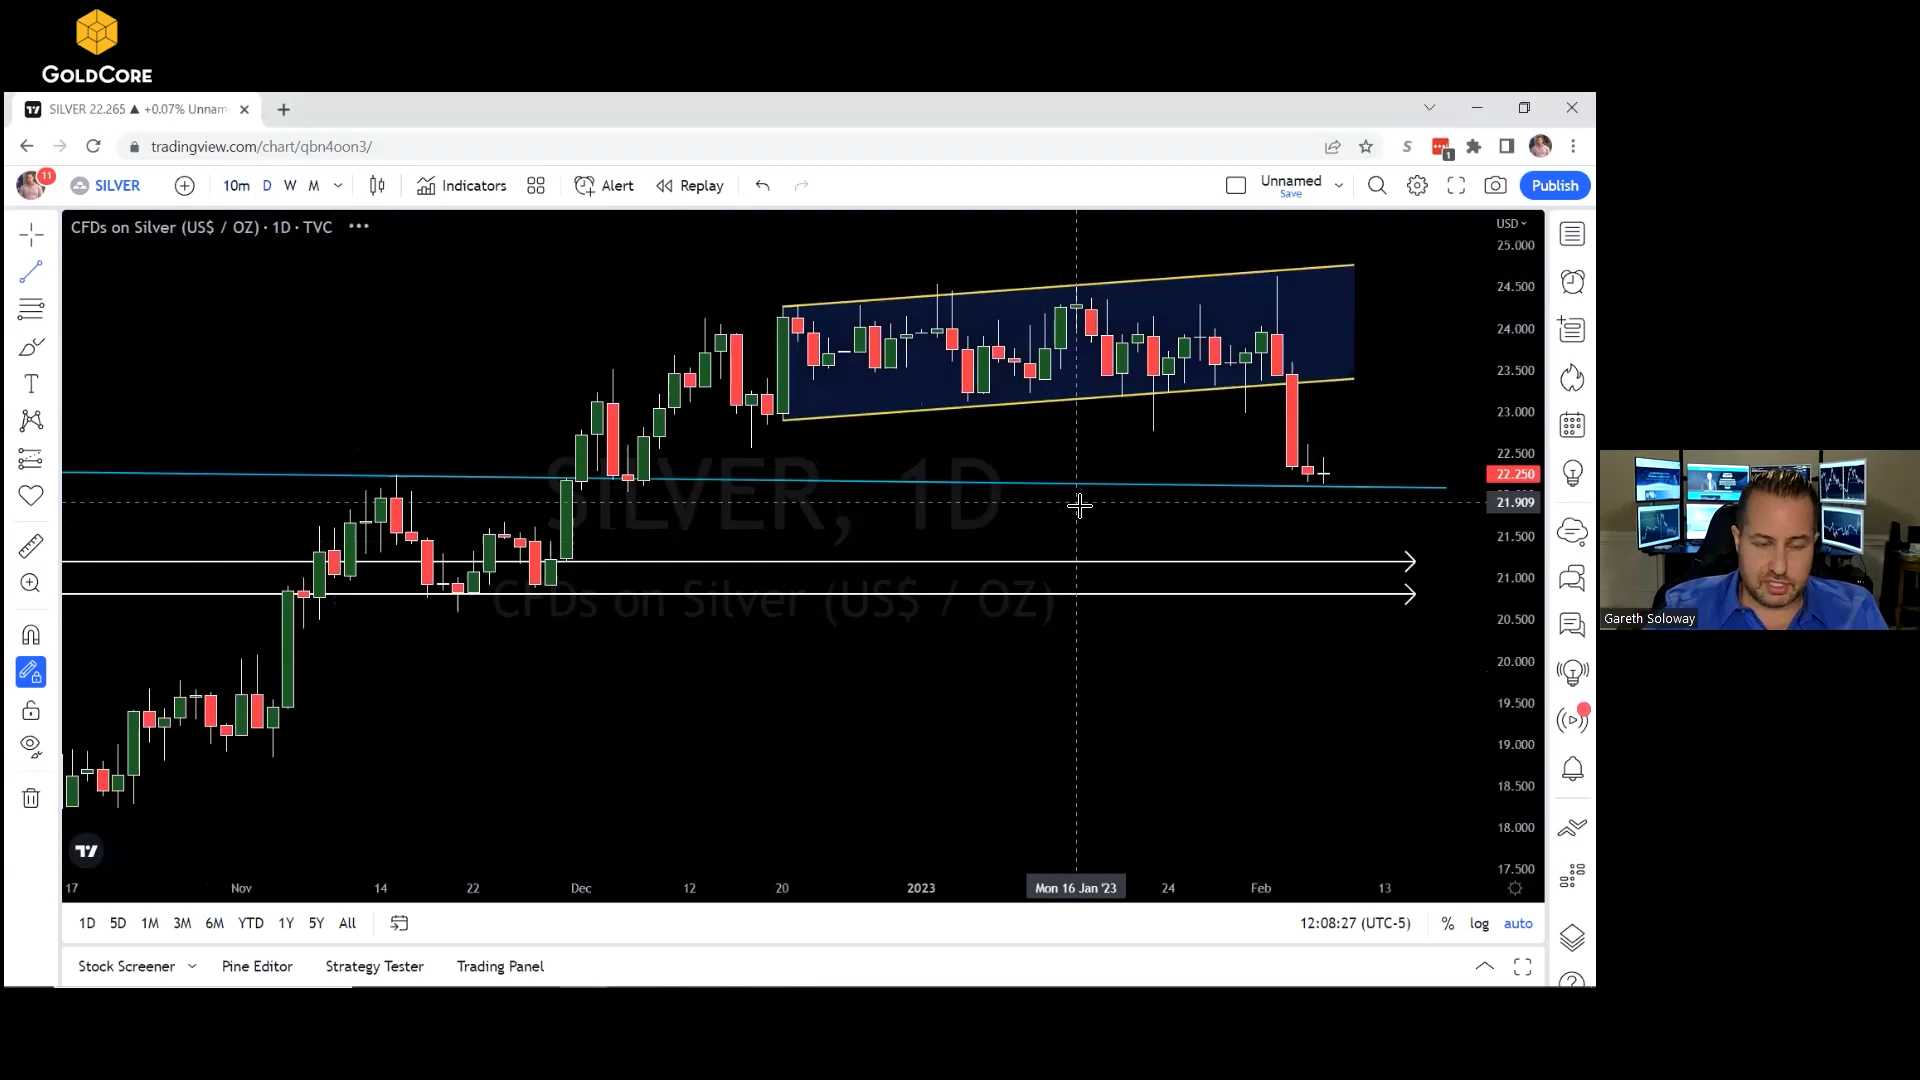 GOLDCORE
SILVER 22.265 ▲ +0.07% Unnam
tradingview.com/chart/qbn4oon3/
1
11
SILVER
10m D W M
Indicators
Alert
Replay
Unnamed
Save
Publish
CFDs on Silver (US$ / OZ) · 1D · TVC
USD
25.000
24.500
24.000
23.500
23.000
22.500
22.250
21.909
21.500
21.000
20.500
20.000
19.500
19.000
18.500
18.000
17.500
SILVER, 1D
CFDs on Silver (US$ / OZ)
Gareth Soloway
17 Nov 14 22 Dec 12 20 2023 Mon 16 Jan '23 24 Feb 13
1D 5D 1M 3M 6M YTD 1Y 5Y All
12:08:27 (UTC-5) % log auto
Stock Screener Pine Editor Strategy Tester Trading Panel